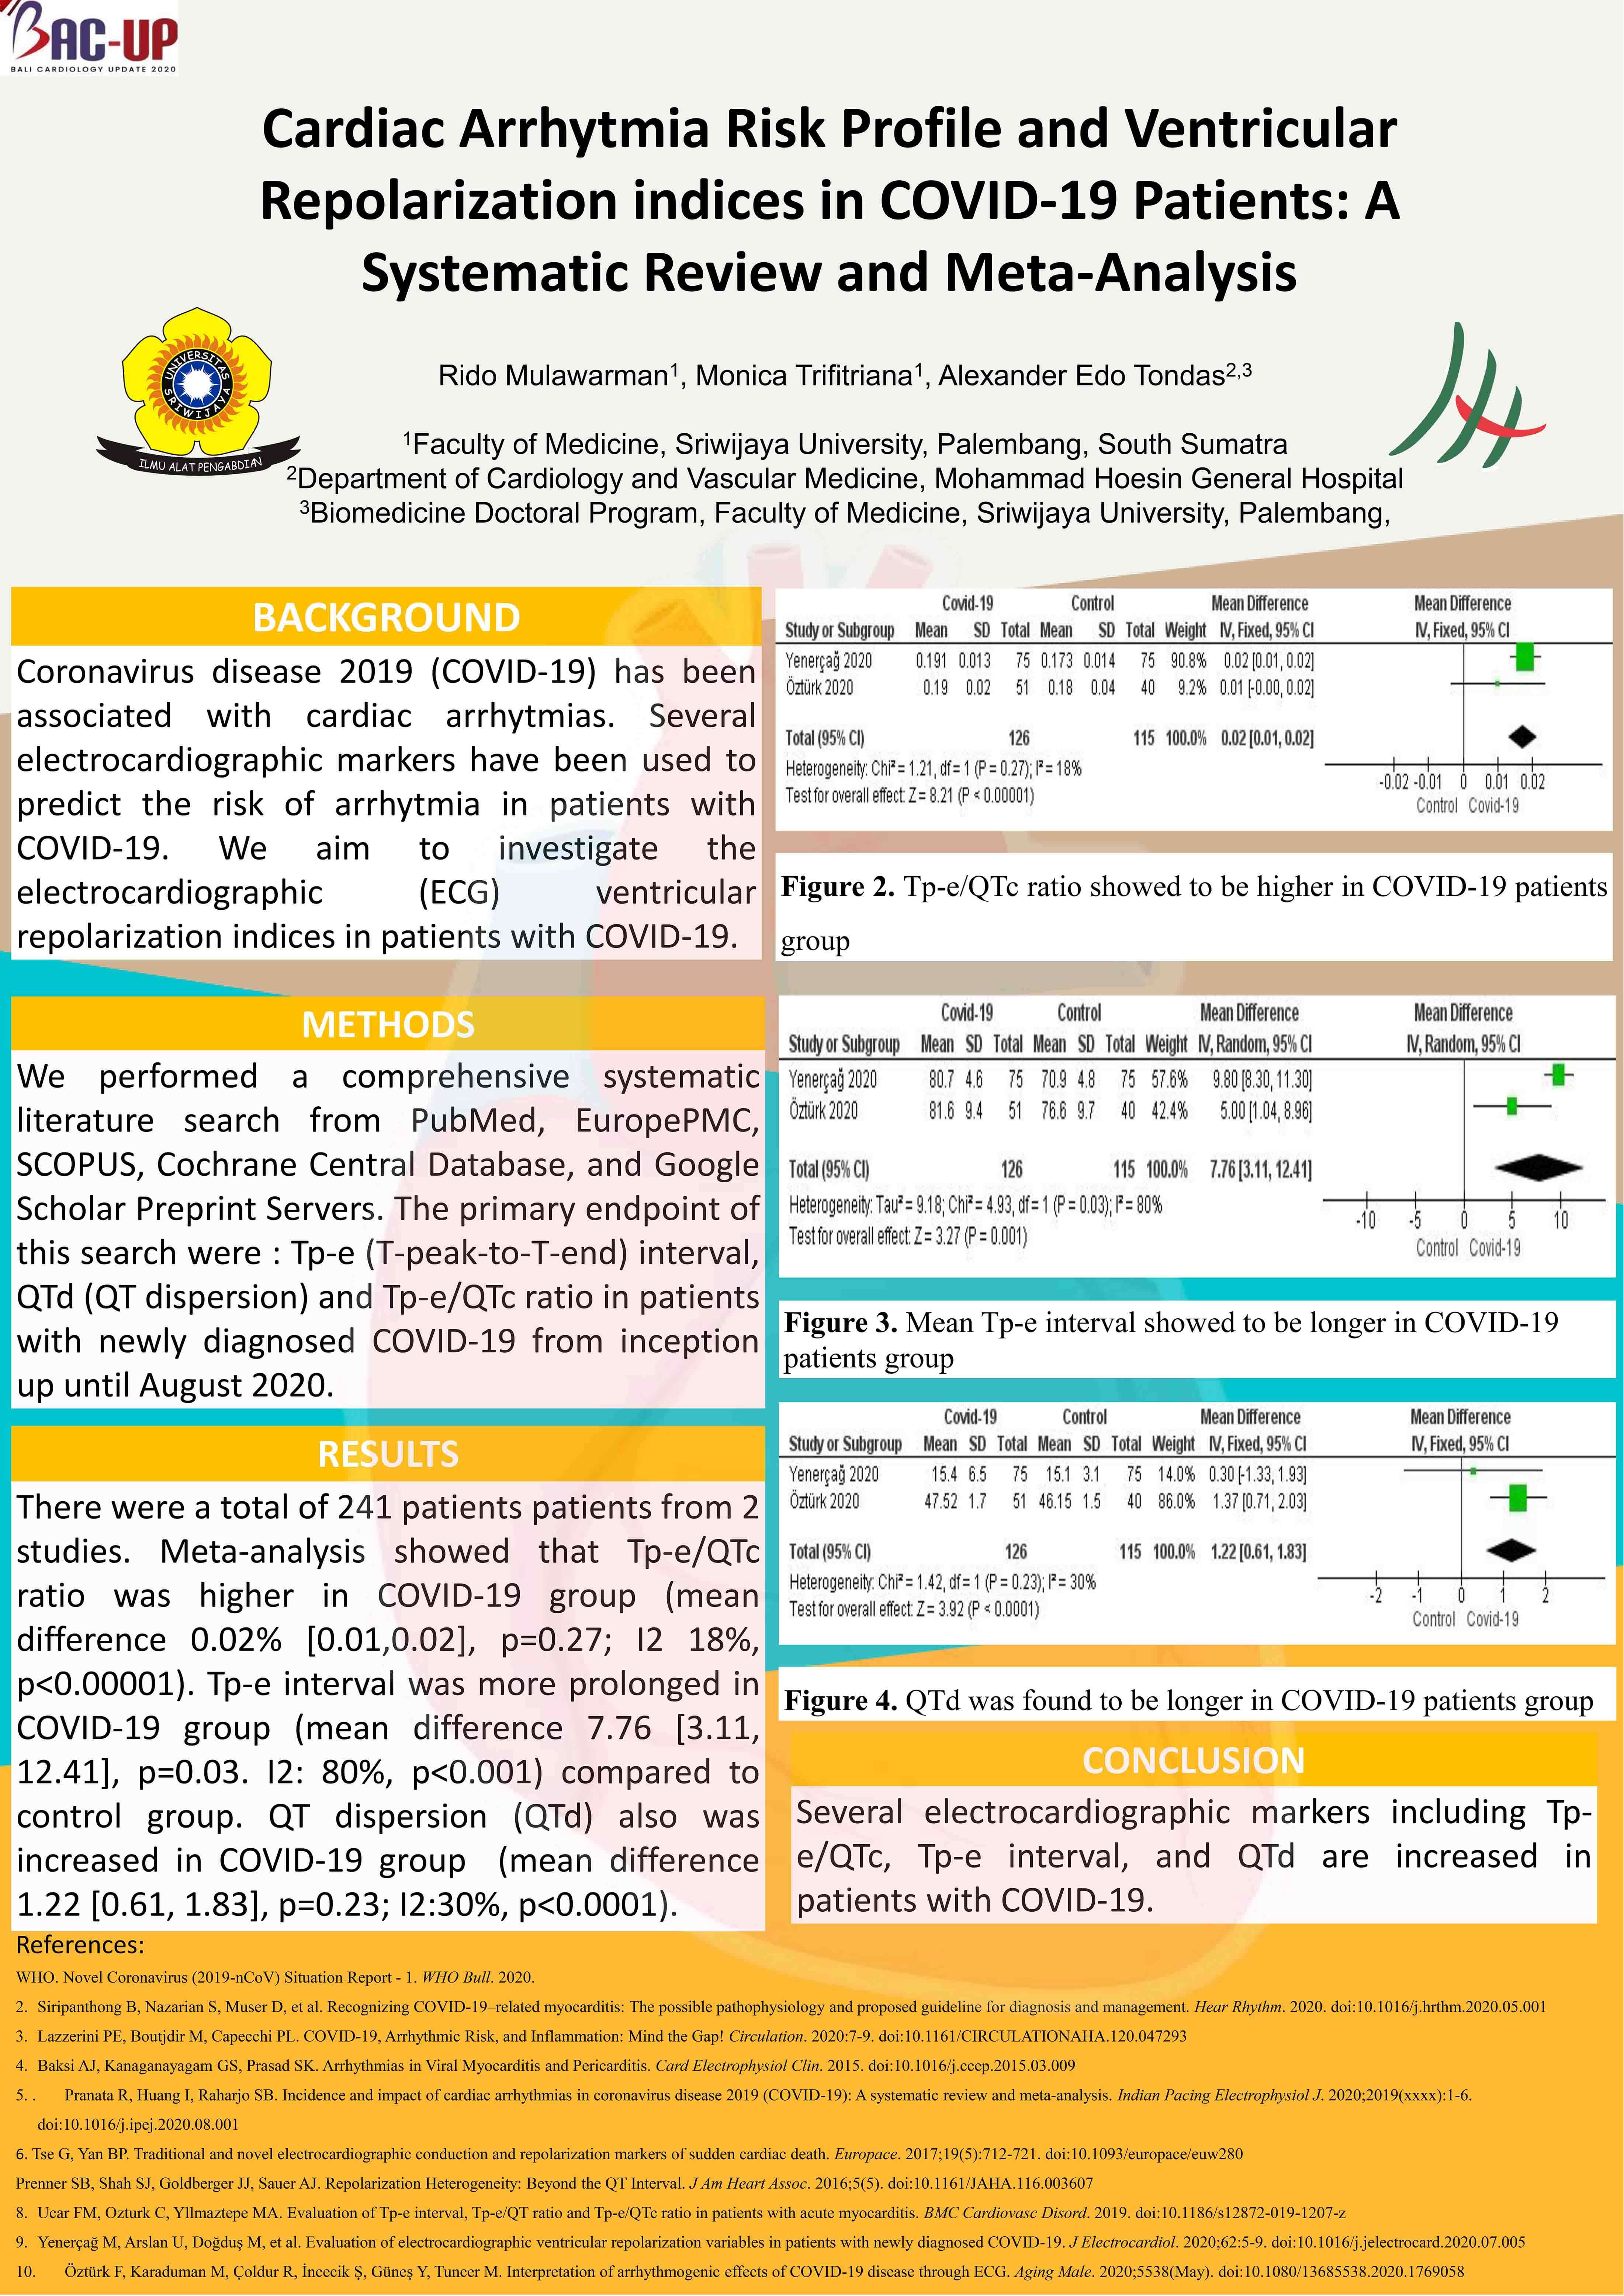 BAC-UP
BALI CARDIOLOGY UPDATE 2020
Cardiac Arrhytmia Risk Profile and Ventricular
Repolarization indices in COVID-19 Patients: A
Systematic Review and Meta-Analysis
UNIVERSITAS SRIWIJAYA
ILMU ALAT PENGABDIAN
Rido Mulawarman¹, Monica Trifitriana¹, Alexander Edo Tondas²,³
¹Faculty of Medicine, Sriwijaya University, Palembang, South Sumatra
²Department of Cardiology and Vascular Medicine, Mohammad Hoesin General Hospital
³Biomedicine Doctoral Program, Faculty of Medicine, Sriwijaya University, Palembang,
BACKGROUND
Coronavirus disease 2019 (COVID-19) has been
associated with cardiac arrhytmias. Several
electrocardiographic markers have been used to
predict the risk of arrhytmia in patients with
COVID-19. We aim to investigate the
electrocardiographic (ECG) ventricular
repolarization indices in patients with COVID-19.
METHODS
We performed a comprehensive systematic
literature search from PubMed, EuropePMC,
SCOPUS, Cochrane Central Database, and Google
Scholar Preprint Servers. The primary endpoint of
this search were : Tp-e (T-peak-to-T-end) interval,
QTd (QT dispersion) and Tp-e/QTc ratio in patients
with newly diagnosed COVID-19 from inception
up until August 2020.
RESULTS
There were a total of 241 patients patients from 2
studies. Meta-analysis showed that Tp-e/QTc
ratio was higher in COVID-19 group (mean
difference 0.02% [0.01,0.02], p=0.27; I2 18%,
p<0.00001). Tp-e interval was more prolonged in
COVID-19 group (mean difference 7.76 [3.11,
12.41], p=0.03. I2: 80%, p<0.001) compared to
control group. QT dispersion (QTd) also was
increased in COVID-19 group (mean difference
1.22 [0.61, 1.83], p=0.23; I2:30%, p<0.0001).
Covid-19 Control Mean Difference Mean Difference
Study or Subgroup Mean SD Total Mean SD Total Weight IV, Fixed, 95% CI IV, Fixed, 95% CI
Yenerçağ 2020 0.191 0.013 75 0.173 0.014 75 90.8% 0.02 [0.01, 0.02]
Öztürk 2020 0.19 0.02 51 0.18 0.04 40 9.2% 0.01 [-0.00, 0.02]
Total (95% CI) 126 115 100.0% 0.02 [0.01, 0.02]
Heterogeneity: Chi² = 1.21, df = 1 (P = 0.27); I² = 18%
Test for overall effect: Z = 8.21 (P < 0.00001)
-0.02 -0.01 0 0.01 0.02
Control Covid-19
Figure 2. Tp-e/QTc ratio showed to be higher in COVID-19 patients
group
Covid-19 Control Mean Difference Mean Difference
Study or Subgroup Mean SD Total Mean SD Total Weight IV, Random, 95% CI IV, Random, 95% CI
Yenerçağ 2020 80.7 4.6 75 70.9 4.8 75 57.6% 9.80 [8.30, 11.30]
Öztürk 2020 81.6 9.4 51 76.6 9.7 40 42.4% 5.00 [1.04, 8.96]
Total (95% CI) 126 115 100.0% 7.76 [3.11, 12.41]
Heterogeneity: Tau² = 9.18; Chi² = 4.93, df = 1 (P = 0.03); I² = 80%
Test for overall effect: Z = 3.27 (P = 0.001)
-10 -5 0 5 10
Control Covid-19
Figure 3. Mean Tp-e interval showed to be longer in COVID-19
patients group
Covid-19 Control Mean Difference Mean Difference
Study or Subgroup Mean SD Total Mean SD Total Weight IV, Fixed, 95% CI IV, Fixed, 95% CI
Yenerçağ 2020 15.4 6.5 75 15.1 3.1 75 14.0% 0.30 [-1.33, 1.93]
Öztürk 2020 47.52 1.7 51 46.15 1.5 40 86.0% 1.37 [0.71, 2.03]
Total (95% CI) 126 115 100.0% 1.22 [0.61, 1.83]
Heterogeneity: Chi² = 1.42, df = 1 (P = 0.23); I² = 30%
Test for overall effect: Z = 3.92 (P < 0.0001)
-2 -1 0 1 2
Control Covid-19
Figure 4. QTd was found to be longer in COVID-19 patients group
CONCLUSION
Several electrocardiographic markers including Tp-
e/QTc, Tp-e interval, and QTd are increased in
patients with COVID-19.
References:
WHO. Novel Coronavirus (2019-nCoV) Situation Report - 1. WHO Bull. 2020.
2. Siripanthong B, Nazarian S, Muser D, et al. Recognizing COVID-19–related myocarditis: The possible pathophysiology and proposed guideline for diagnosis and management. Hear Rhythm. 2020. doi:10.1016/j.hrthm.2020.05.001
3. Lazzerini PE, Boutjdir M, Capecchi PL. COVID-19, Arrhythmic Risk, and Inflammation: Mind the Gap! Circulation. 2020:7-9. doi:10.1161/CIRCULATIONAHA.120.047293
4. Baksi AJ, Kanaganayagam GS, Prasad SK. Arrhythmias in Viral Myocarditis and Pericarditis. Card Electrophysiol Clin. 2015. doi:10.1016/j.ccep.2015.03.009
5. . Pranata R, Huang I, Raharjo SB. Incidence and impact of cardiac arrhythmias in coronavirus disease 2019 (COVID-19): A systematic review and meta-analysis. Indian Pacing Electrophysiol J. 2020;2019(xxxx):1-6.
doi:10.1016/j.ipej.2020.08.001
6. Tse G, Yan BP. Traditional and novel electrocardiographic conduction and repolarization markers of sudden cardiac death. Europace. 2017;19(5):712-721. doi:10.1093/europace/euw280
Prenner SB, Shah SJ, Goldberger JJ, Sauer AJ. Repolarization Heterogeneity: Beyond the QT Interval. J Am Heart Assoc. 2016;5(5). doi:10.1161/JAHA.116.003607
8. Ucar FM, Ozturk C, Yllmaztepe MA. Evaluation of Tp-e interval, Tp-e/QT ratio and Tp-e/QTc ratio in patients with acute myocarditis. BMC Cardiovasc Disord. 2019. doi:10.1186/s12872-019-1207-z
9. Yenerçağ M, Arslan U, Doğduş M, et al. Evaluation of electrocardiographic ventricular repolarization variables in patients with newly diagnosed COVID-19. J Electrocardiol. 2020;62:5-9. doi:10.1016/j.jelectrocard.2020.07.005
10. Öztürk F, Karaduman M, Çoldur R, İncecik Ş, Güneş Y, Tuncer M. Interpretation of arrhythmogenic effects of COVID-19 disease through ECG. Aging Male. 2020;5538(May). doi:10.1080/13685538.2020.1769058